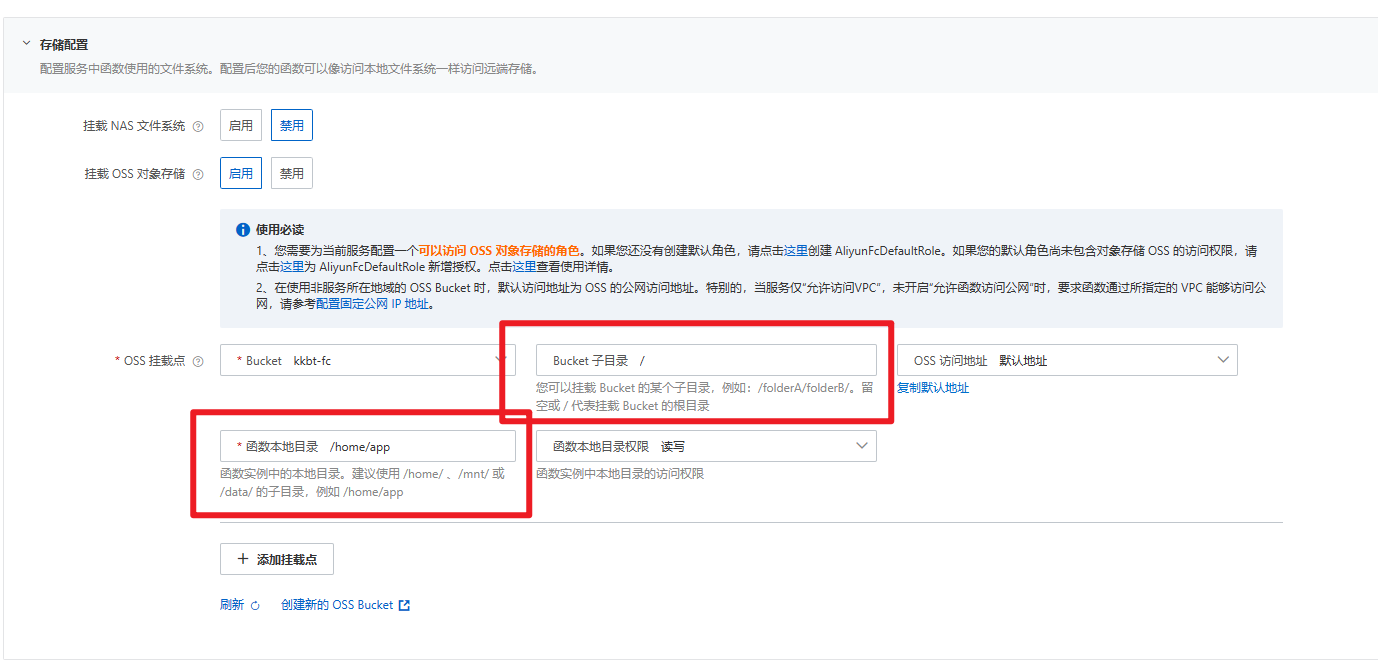 存储配置
配置服务中函数使用的文件系统。配置后您的函数可以像访问本地文件系统一样访问远端存储。
挂载 NAS 文件系统 启用 禁用
挂载 OSS 对象存储 启用 禁用
使用必读
1、您需要为当前服务配置一个可以访问 OSS 对象存储的角色。如果您还没有创建默认角色，请点击这里创建 AliyunFcDefaultRole。如果您的默认角色尚未包含对象存储 OSS 的访问权限，请
点击这里为 AliyunFcDefaultRole 新增授权。点击这里查看使用详情。
2、在使用非服务所在地域的 OSS Bucket 时，默认访问地址为 OSS 的公网访问地址。特别的，当服务仅“允许访问VPC”，未开启“允许函数访问公网”时，要求函数通过所指定的 VPC 能够访问公
网，请参考配置固定公网 IP 地址。
* OSS 挂载点 * Bucket kkbt-fc Bucket 子目录 / OSS 访问地址 默认地址
您可以挂载 Bucket 的某个子目录，例如：/folderA/folderB/。留 复制默认地址
空或 / 代表挂载 Bucket 的根目录
* 函数本地目录 /home/app 函数本地目录权限 读写
函数实例中的本地目录。建议使用 /home/ 、/mnt/ 或 函数实例中本地目录的访问权限
/data/ 的子目录，例如 /home/app
添加挂载点
刷新 创建新的 OSS Bucket